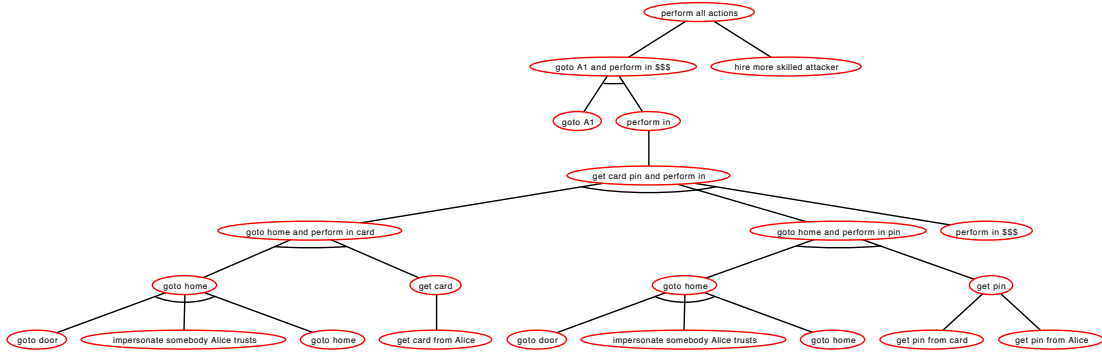 perform all actions
goto A1 and perform in $$$
hire more skilled attacker
goto A1
perform in
get card pin and perform in
goto home and perform in card
goto home and perform in pin
perform in $$$
goto home
get card
goto home
get pin
goto door
impersonate somebody Alice trusts
goto home
get card from Alice
goto door
impersonate somebody Alice trusts
goto home
get pin from card
get pin from Alice